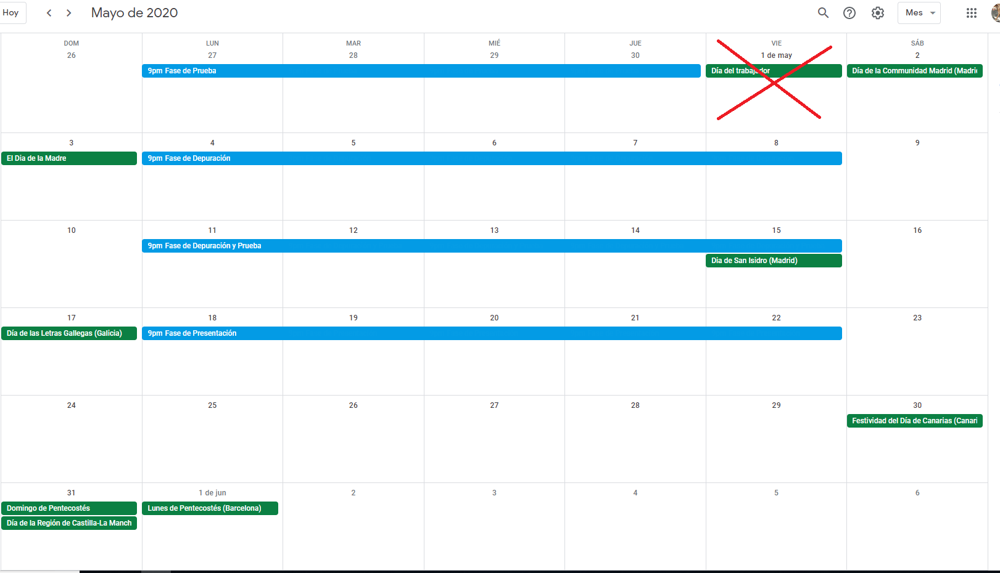 Hoy
Mayo de 2020
Mes
DOM LUN MAR MIÉ JUE VIE SÁB
26 27 28 29 30 1 de may 2
9pm Fase de Prueba
Día del trabajador
Día de la Communidad Madrid (Madri
3 4 5 6 7 8 9
El Dia de la Madre
9pm Fase de Depuración
10 11 12 13 14 15 16
9pm Fase de Depuración y Prueba
Dia de San Isidro (Madrid)
17 18 19 20 21 22 23
Día de las Letras Gallegas (Galicia)
9pm Fase de Presentación
24 25 26 27 28 29 30
Festividad del Día de Canarias (Canari
31 1 de jun 2 3 4 5 6
Domingo de Pentecostés
Lunes de Pentecostés (Barcelona)
Día de la Región de Castilla-La Manch